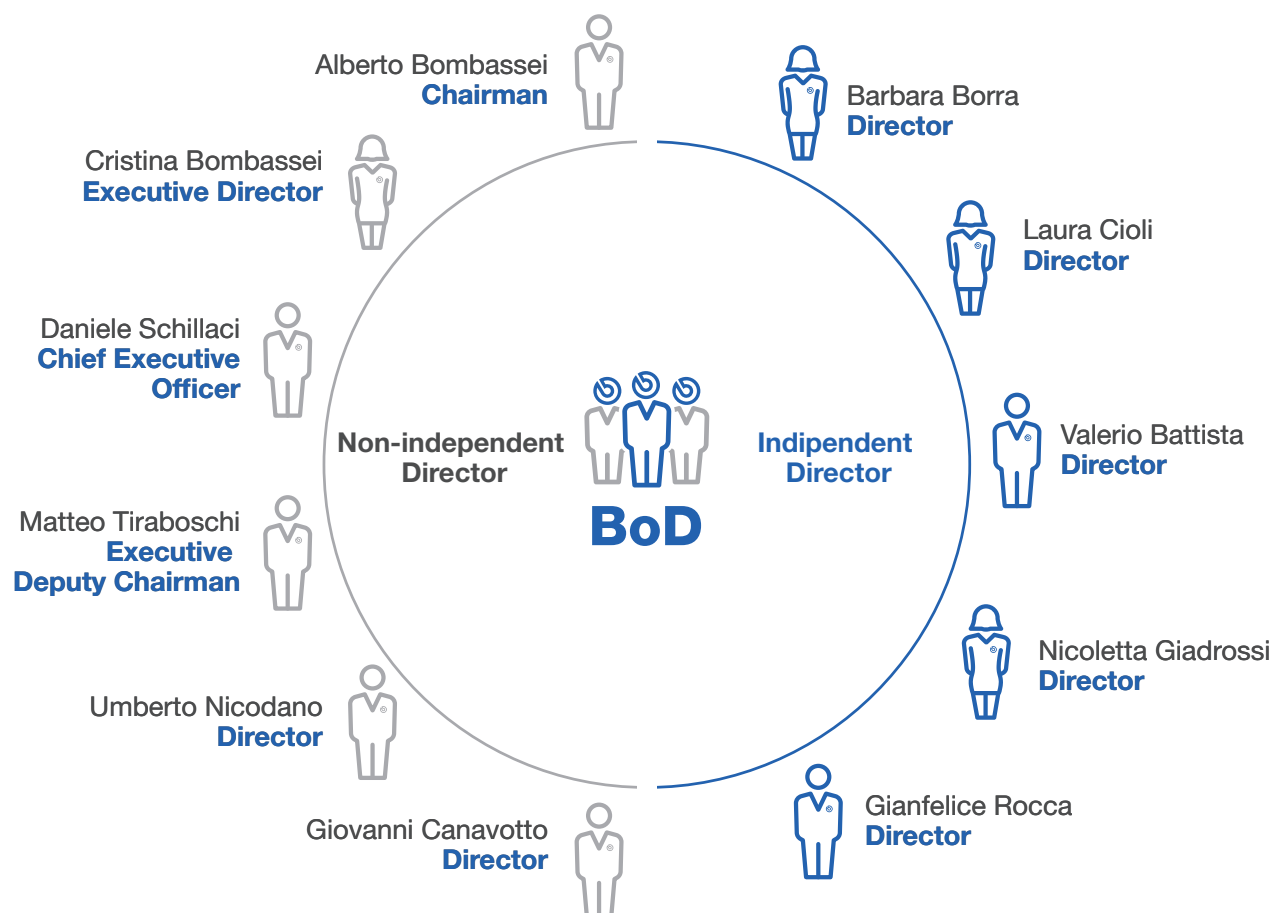 Alberto Bombassei
Chairman
Barbara Borra
Director
Cristina Bombassei
Executive Director
Laura Cioli
Director
Daniele Schillaci
Chief Executive
Officer
Non-independent
Director
Indipendent
Director
BoD
Valerio Battista
Director
Matteo Tiraboschi
Executive
Deputy Chairman
Nicoletta Giadrossi
Director
Umberto Nicodano
Director
Gianfelice Rocca
Director
Giovanni Canavotto
Director